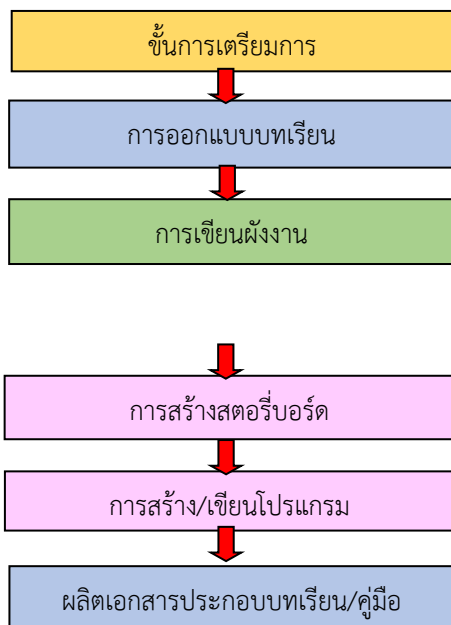 ขั้นการเตรียมการ
การออกแบบบทเรียน
การเขียนผังงาน
การสร้างสตอรี่บอร์ด
การสร้าง/เขียนโปรแกรม
ผลิตเอกสารประกอบบทเรียน/คู่มือ